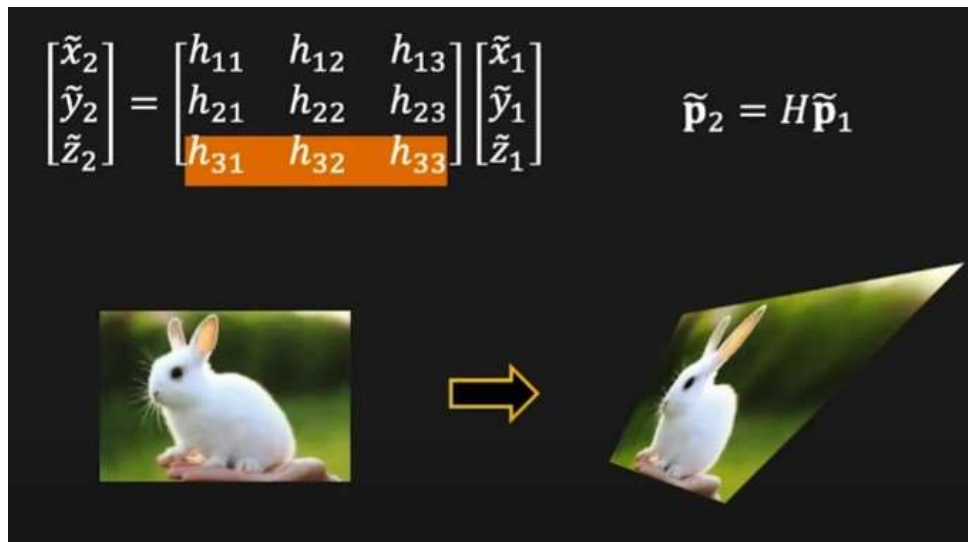 [x̃₂] = [h₁₁ h₁₂ h₁₃] [x̃₁]
[ỹ₂] = [h₂₁ h₂₂ h₂₃] [ỹ₁]
[z̃₂] = [h₃₁ h₃₂ h₃₃] [z̃₁]
p̃₂ = Hp̃₁